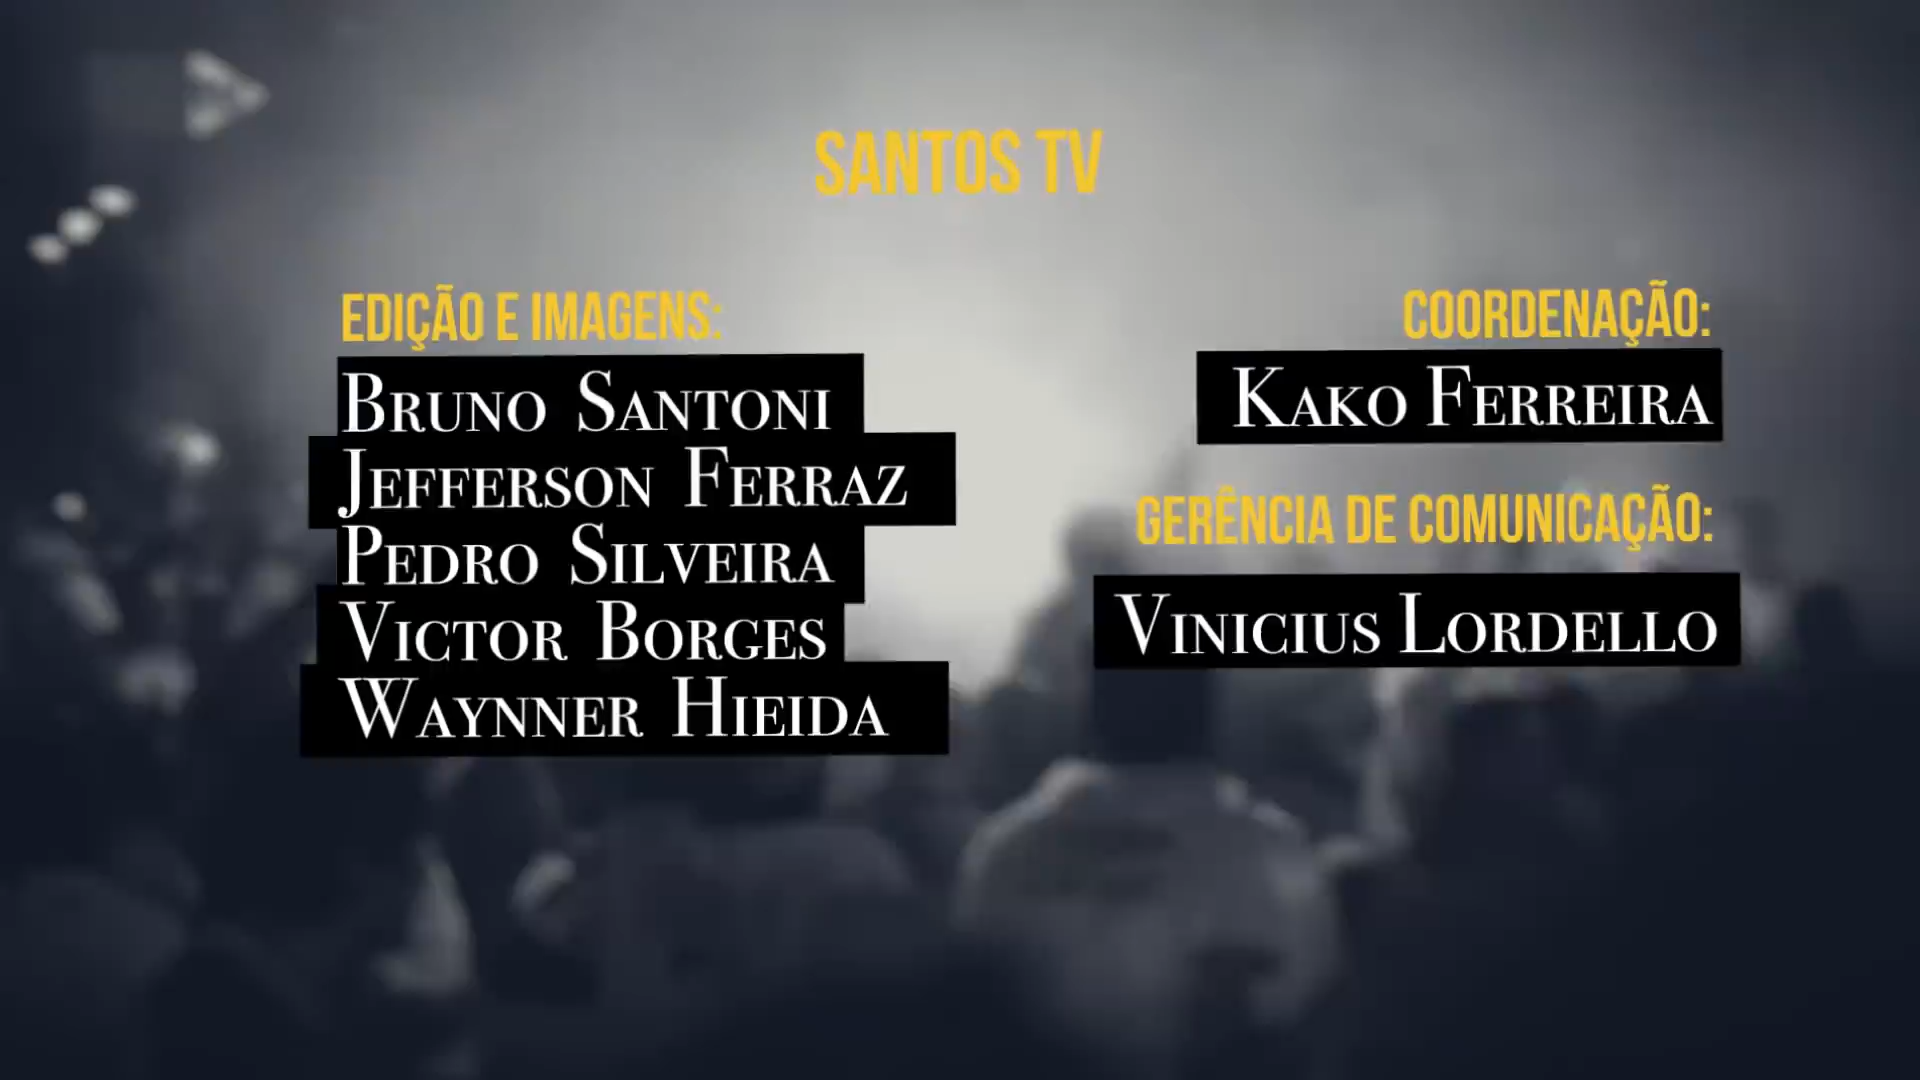 SANTOS TV
EDIÇÃO E IMAGENS:
BRUNO SANTONI
JEFFERSON FERRAZ
PEDRO SILVEIRA
VICTOR BORGES
WAYNNER HIEIDA
COORDENAÇÃO:
KAKO FERREIRA
GERÊNCIA DE COMUNICAÇÃO:
VINICIUS LORDELLO